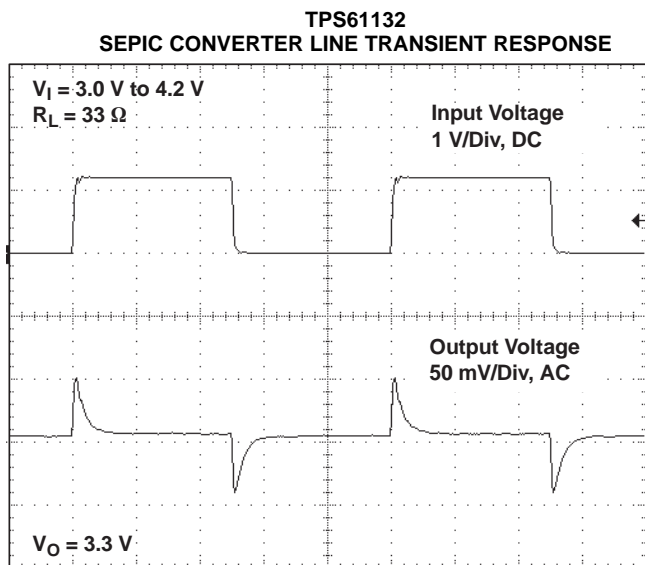 TPS61132
SEPIC CONVERTER LINE TRANSIENT RESPONSE
V_I = 3.0 V to 4.2 V
R_L = 33 Ω
Input Voltage
1 V/Div, DC
Output Voltage
50 mV/Div, AC
V_O = 3.3 V